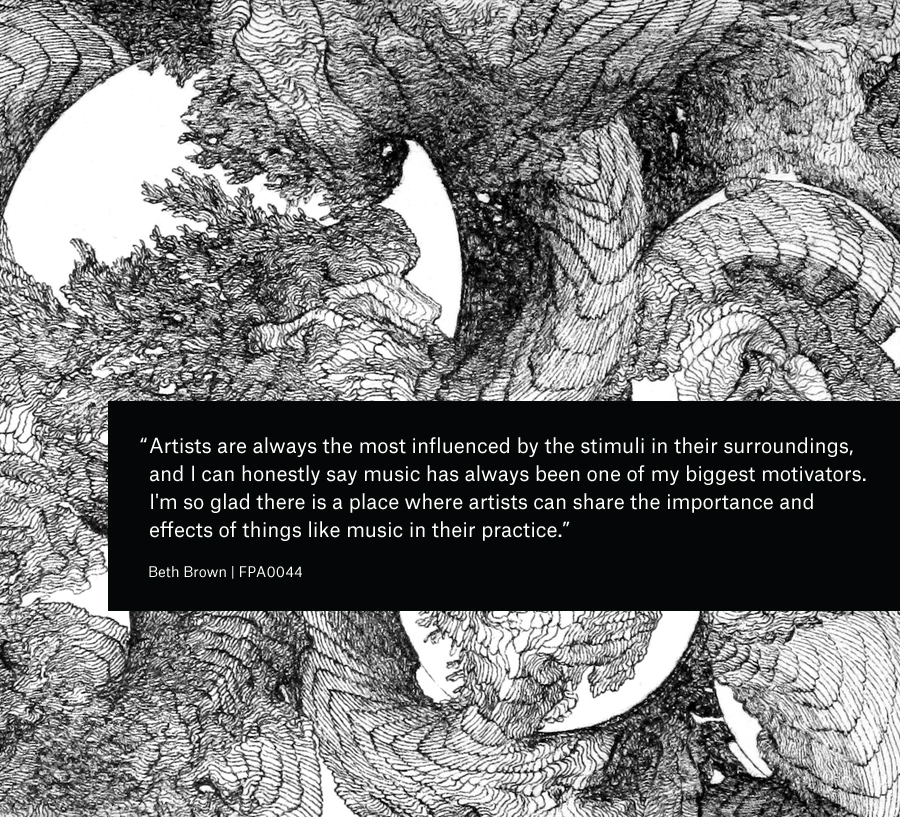 “Artists are always the most influenced by the stimuli in their surroundings,
and I can honestly say music has always been one of my biggest motivators.
I'm so glad there is a place where artists can share the importance and
effects of things like music in their practice.”
Beth Brown | FPA0044